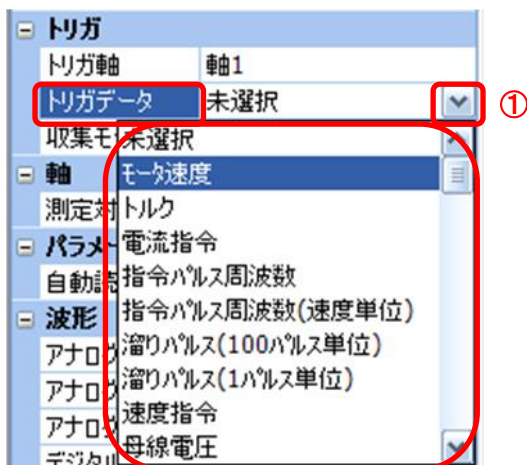 トリガ
トリガ軸 軸1
トリガデータ 未選択 ①
収集モ 未選択
軸 モータ速度
測定対 トルク
パラメー 電流指令
自動読 指令パルス周波数
波形 指令パルス周波数(速度単位)
アナログ 溜りパルス(100パルス単位)
アナログ 溜りパルス(1パルス単位)
アナログ 速度指令
デジタル 母線電圧